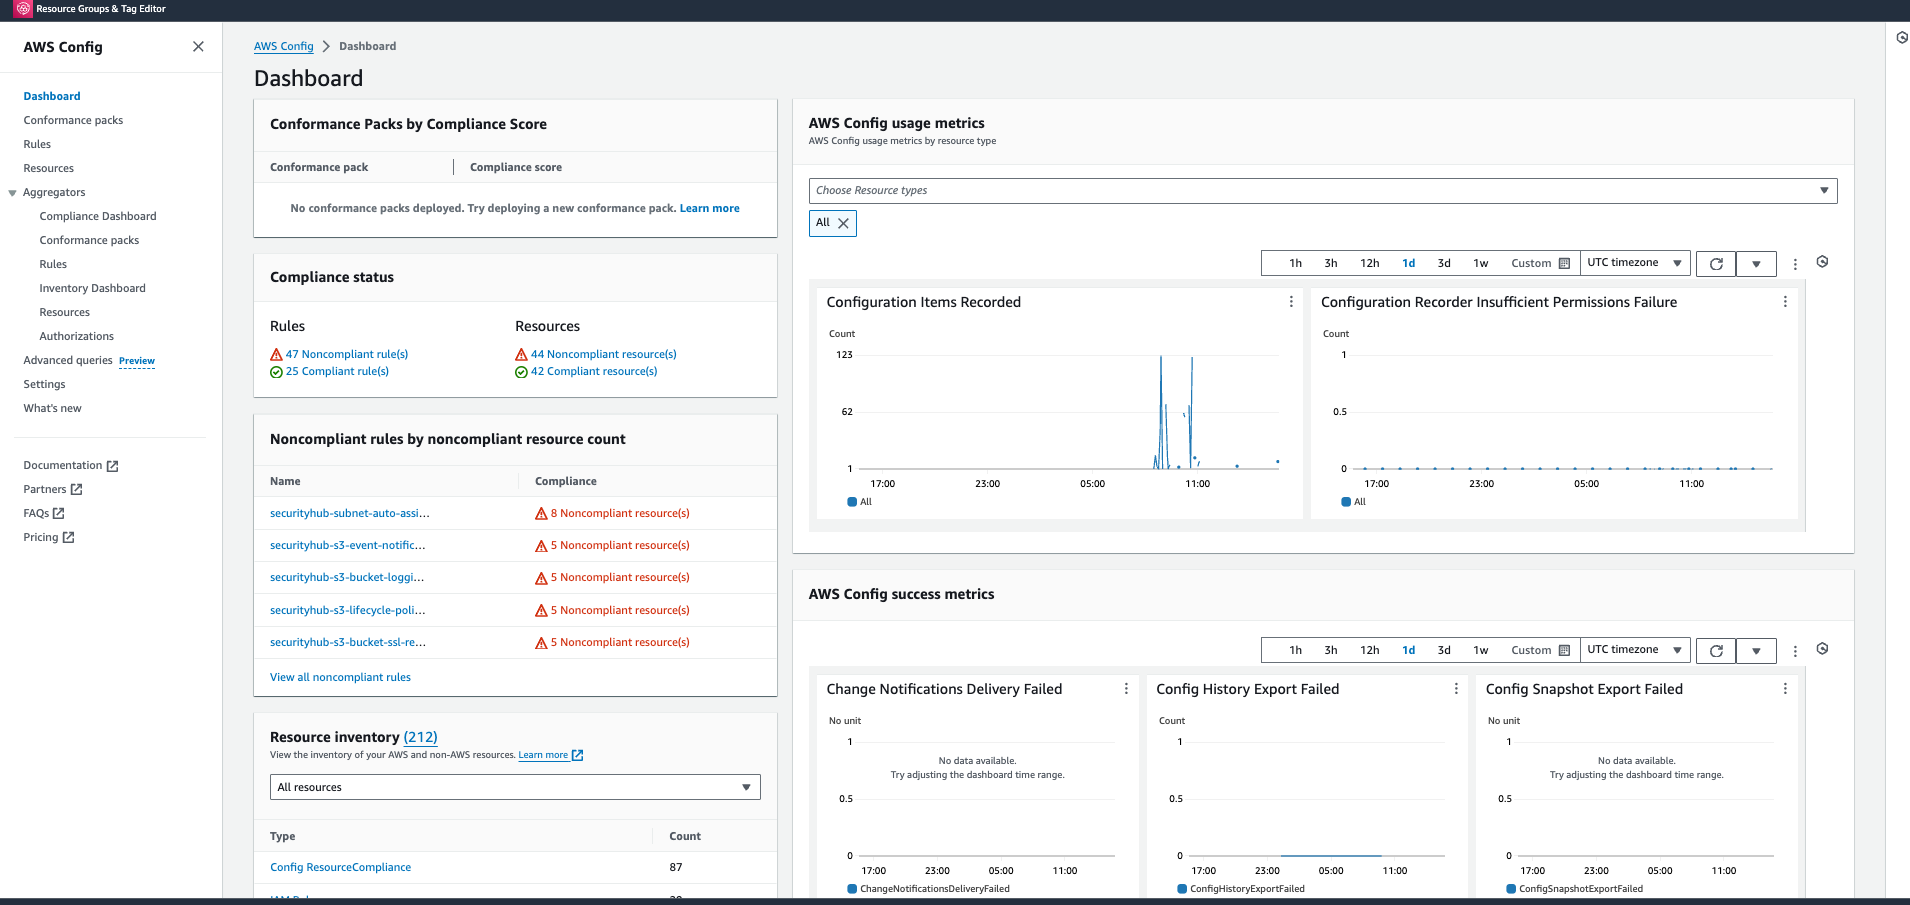 Resource Groups & Tag Editor
AWS Config
Dashboard
Conformance packs
Rules
Resources
Aggregators
Compliance Dashboard
Conformance packs
Rules
Inventory Dashboard
Resources
Authorizations
Advanced queries Preview
Settings
What's new
Documentation
Partners
FAQs
Pricing
AWS Config > Dashboard
Dashboard
Conformance Packs by Compliance Score
Conformance pack Compliance score
No conformance packs deployed. Try deploying a new conformance pack. Learn more
Compliance status
Rules Resources
47 Noncompliant rule(s) 44 Noncompliant resource(s)
25 Compliant rule(s) 42 Compliant resource(s)
Noncompliant rules by noncompliant resource count
Name Compliance
securityhub-subnet-auto-assi... 8 Noncompliant resource(s)
securityhub-s3-event-notific... 5 Noncompliant resource(s)
securityhub-s3-bucket-loggi... 5 Noncompliant resource(s)
securityhub-s3-lifecycle-poli... 5 Noncompliant resource(s)
securityhub-s3-bucket-ssl-re... 5 Noncompliant resource(s)
View all noncompliant rules
Resource inventory (212)
View the inventory of your AWS and non-AWS resources. Learn more
All resources
Type Count
Config ResourceCompliance 87
AWS Config usage metrics
AWS Config usage metrics by resource type
Choose Resource types
All
1h 3h 12h 1d 3d 1w Custom UTC timezone
Configuration Items Recorded
Count
123
62
1
17:00 23:00 05:00 11:00
All
Configuration Recorder Insufficient Permissions Failure
Count
1
0.5
0
17:00 23:00 05:00 11:00
All
AWS Config success metrics
1h 3h 12h 1d 3d 1w Custom UTC timezone
Change Notifications Delivery Failed
No unit
1
No data available.
Try adjusting the dashboard time range.
0.5
0
17:00 23:00 05:00 11:00
ChangeNotificationsDeliveryFailed
Config History Export Failed
Count
1
0.5
0
17:00 23:00 05:00 11:00
ConfigHistoryExportFailed
Config Snapshot Export Failed
No unit
1
No data available.
Try adjusting the dashboard time range.
0.5
0
17:00 23:00 05:00 11:00
ConfigSnapshotExportFailed